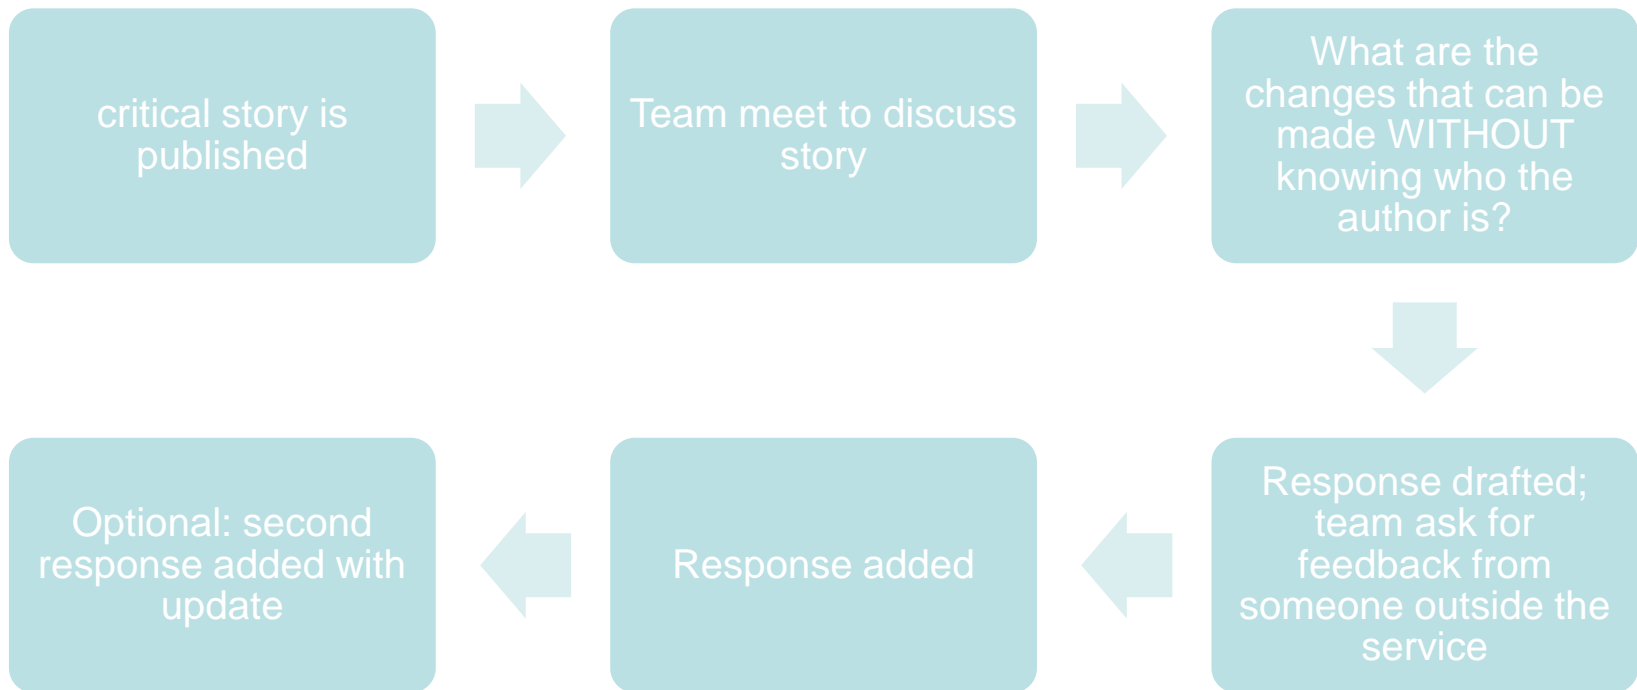 critical story is
published
Team meet to discuss
story
What are the
changes that can be
made WITHOUT
knowing who the
author is?
Response drafted;
team ask for
feedback from
someone outside the
service
Response added
Optional: second
response added with
update